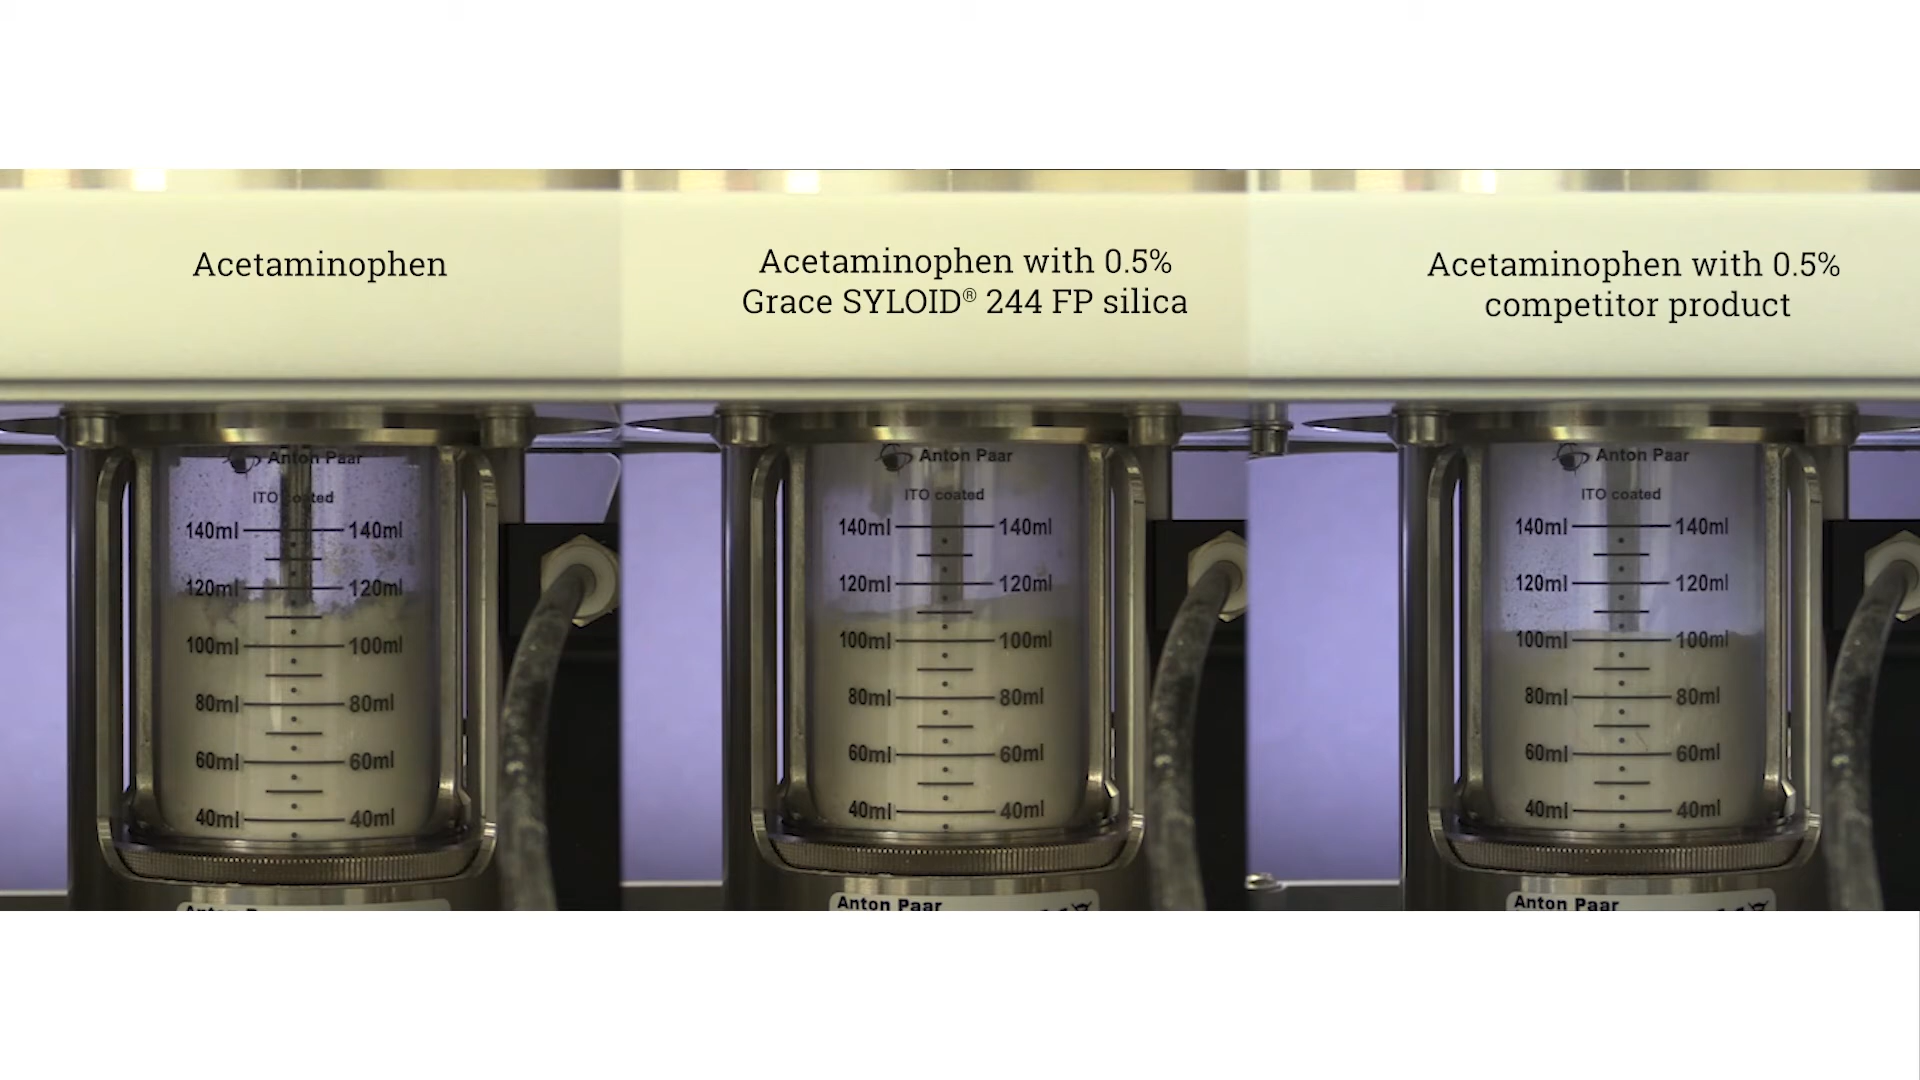 Acetaminophen
Acetaminophen with 0.5%
Grace SYLOID® 244 FP silica
Acetaminophen with 0.5%
competitor product
Anton Paar
ITO coated
140ml 140ml
120ml 120ml
100ml 100ml
80ml 80ml
60ml 60ml
40ml 40ml
Anton Paar
Anton Paar
ITO coated
140ml 140ml
120ml 120ml
100ml 100ml
80ml 80ml
60ml 60ml
40ml 40ml
Anton Paar
Anton Paar
ITO coated
140ml 140ml
120ml 120ml
100ml 100ml
80ml 80ml
60ml 60ml
40ml 40ml
Anton Paar